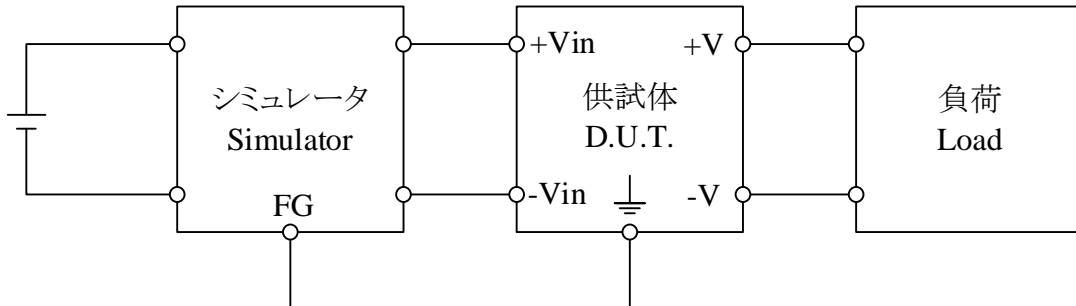 シミュレータ
Simulator
FG
+Vin
+V
供試体
D.U.T.
-Vin
-V
負荷
Load